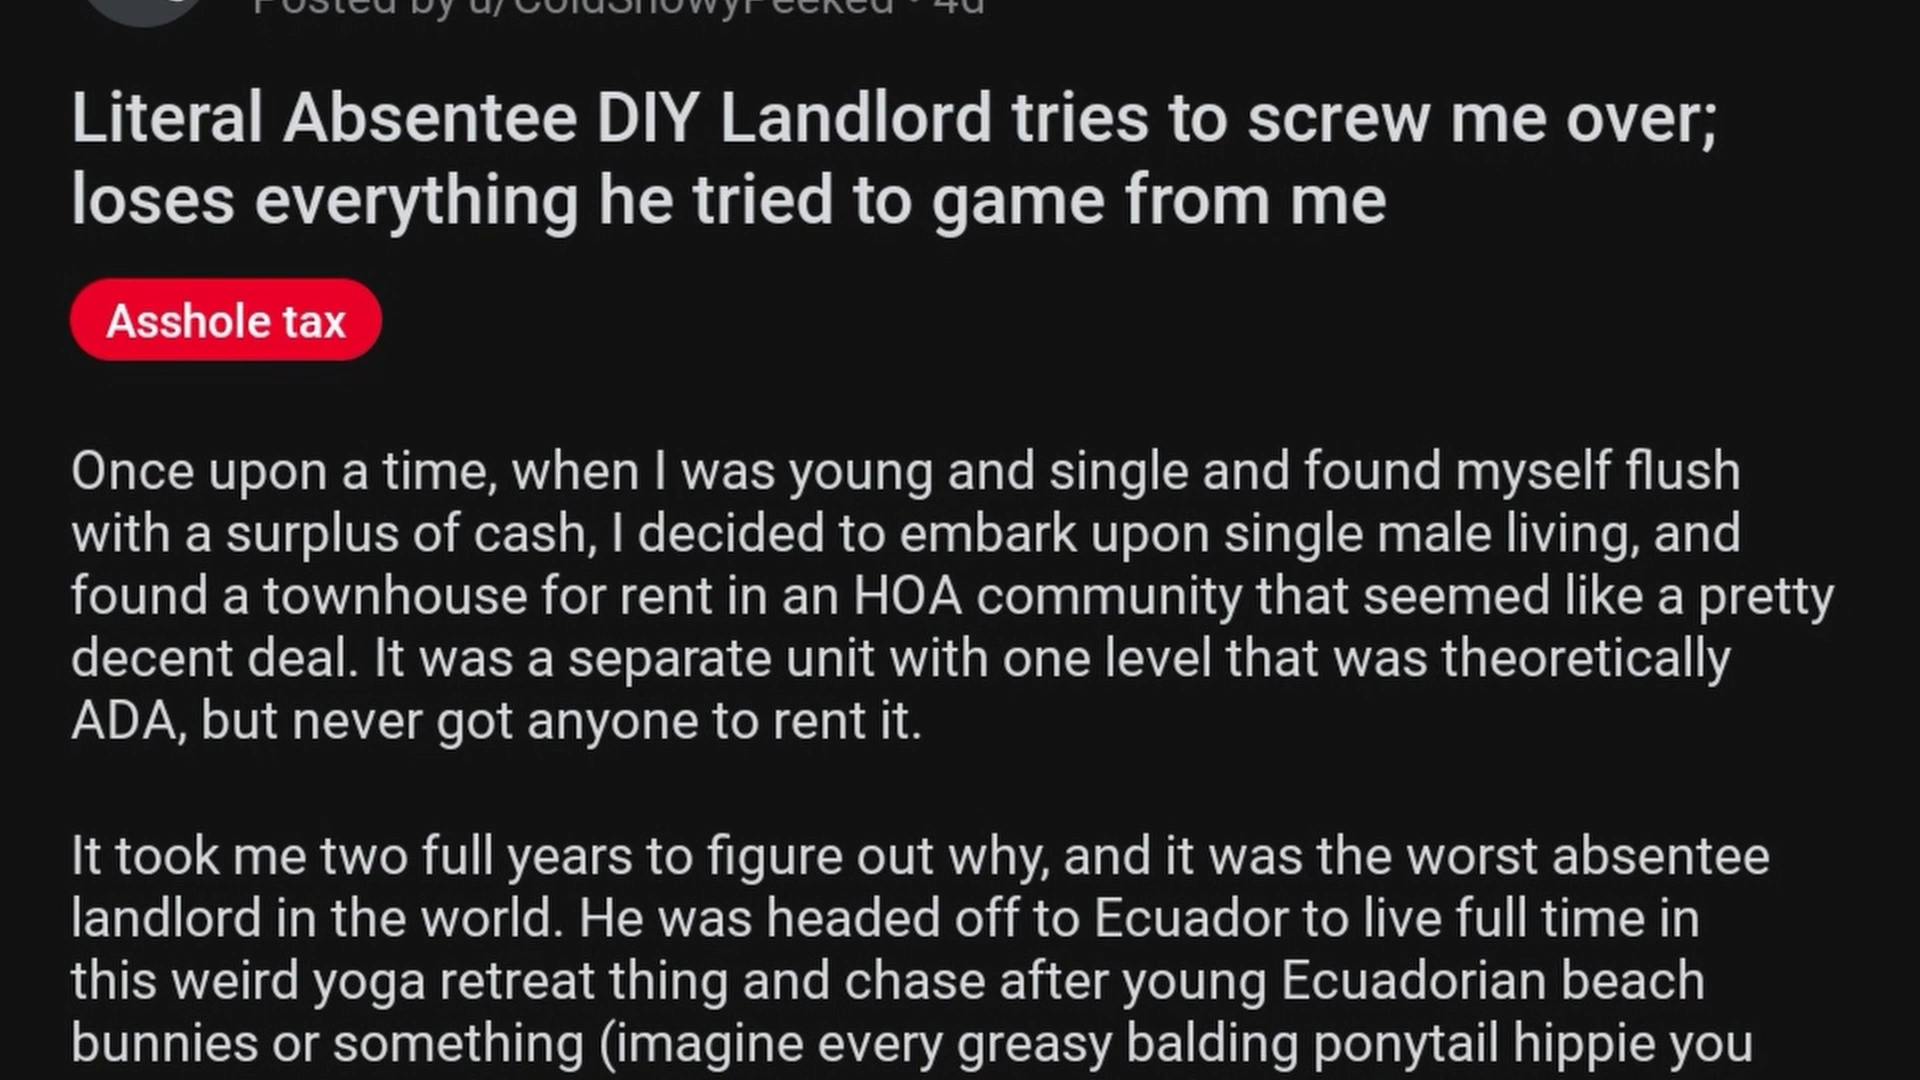 Posted by u/ColdSnowyPeeked • 4d
Literal Absentee DIY Landlord tries to screw me over;
loses everything he tried to game from me
Asshole tax
Once upon a time, when I was young and single and found myself flush
with a surplus of cash, I decided to embark upon single male living, and
found a townhouse for rent in an HOA community that seemed like a pretty
decent deal. It was a separate unit with one level that was theoretically
ADA, but never got anyone to rent it.
It took me two full years to figure out why, and it was the worst absentee
landlord in the world. He was headed off to Ecuador to live full time in
this weird yoga retreat thing and chase after young Ecuadorian beach
bunnies or something (imagine every greasy balding ponytail hippie you